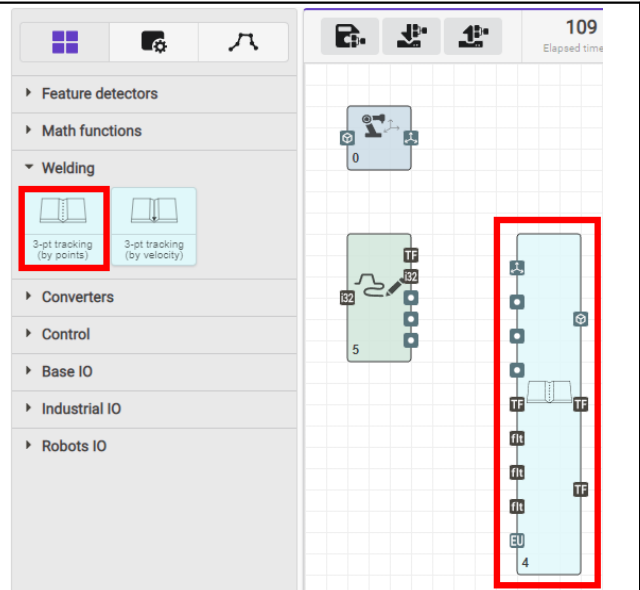 109
Elapsed time
Feature detectors
Math functions
Welding
3-pt tracking
(by points)
3-pt tracking
(by velocity)
Converters
Control
Base IO
Industrial IO
Robots IO
0
TF
i32
i32
5
TF
TF
flt
flt
TF
flt
EU
4